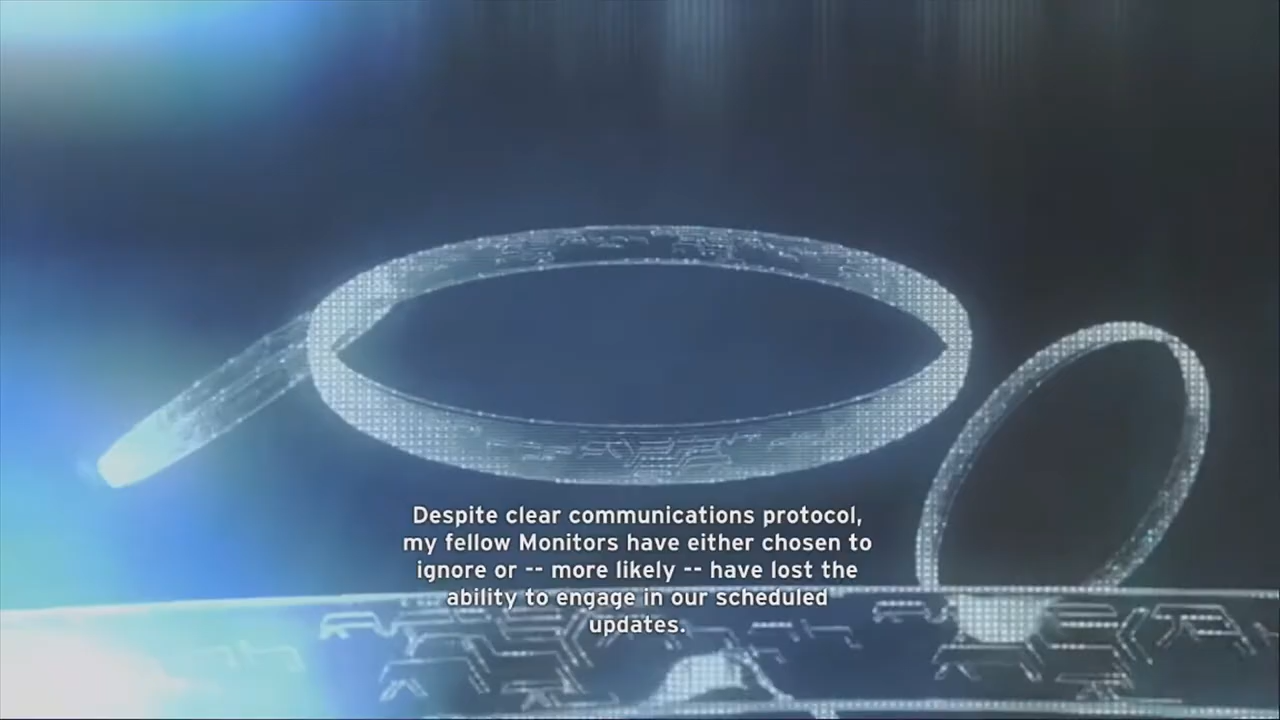 Despite clear communications protocol,
my fellow Monitors have either chosen to
ignore or -- more likely -- have lost the
ability to engage in our scheduled
updates.